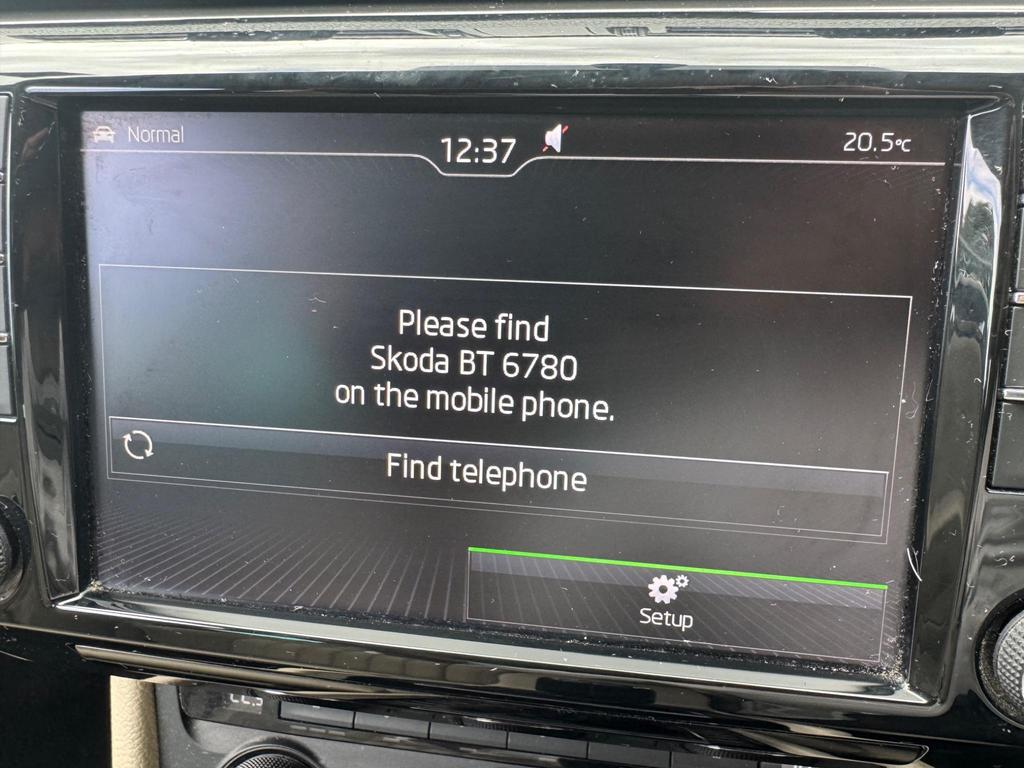 Normal
12:37
20.5°C
Please find
Skoda BT 6780
on the mobile phone.
Find telephone
Setup